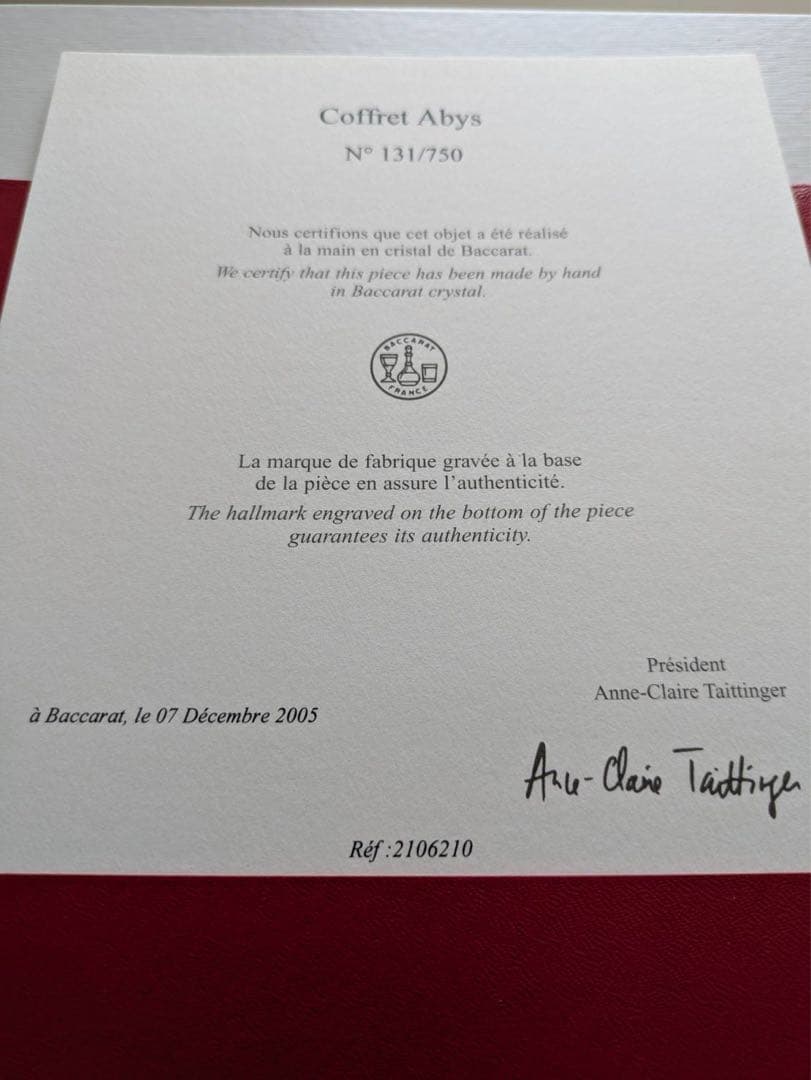 Coffret Abys
N° 131/750
Nous certifions que cet objet a été réalisé
à la main en cristal de Baccarat.
We certify that this piece has been made by hand
in Baccarat crystal.
BACCARAT
FRANCE
La marque de fabrique gravée à la base
de la pièce en assure l'authenticité.
The hallmark engraved on the bottom of the piece
guarantees its authenticity.
Président
Anne-Claire Taittinger
à Baccarat, le 07 Décembre 2005
Anne-Claire Taittinger
Réf :2106210